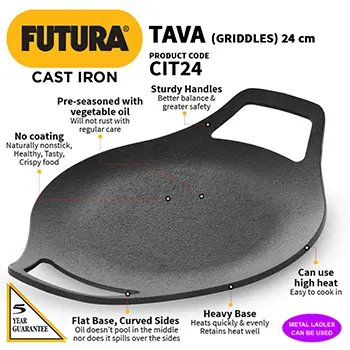 FUTURA®
CAST IRON
TAVA (GRIDDLES) 24 cm
PRODUCT CODE
CIT24
Sturdy Handles
Better balance &
greater safety
Pre-seasoned with
vegetable oil
Will not rust with
regular care
No coating
Naturally nonstick,
Healthy, Tasty,
Crispy food
Can use
high heat
Easy to cook in
5
YEAR
GUARANTEE
Flat Base, Curved Sides
Oil doesn't pool in the middle
nor does it spill over the sides
Heavy Base
Heats quickly & evenly
Retains heat well
METAL LADLES
CAN BE USED